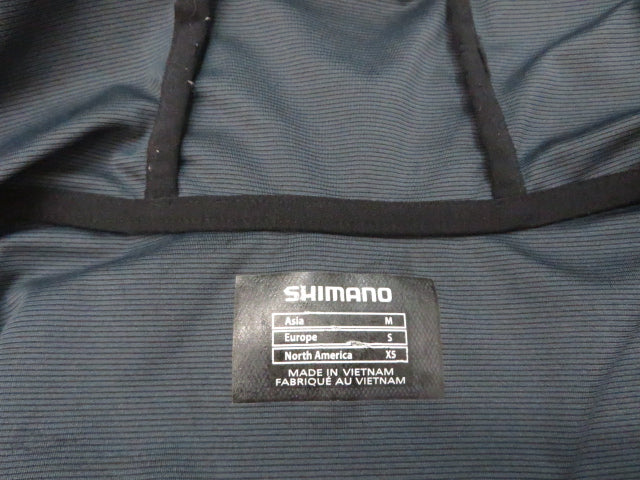 SHIMANO
Asia M
Europe S
North America XS
MADE IN VIETNAM
FABRIQUÉ AU VIETNAM